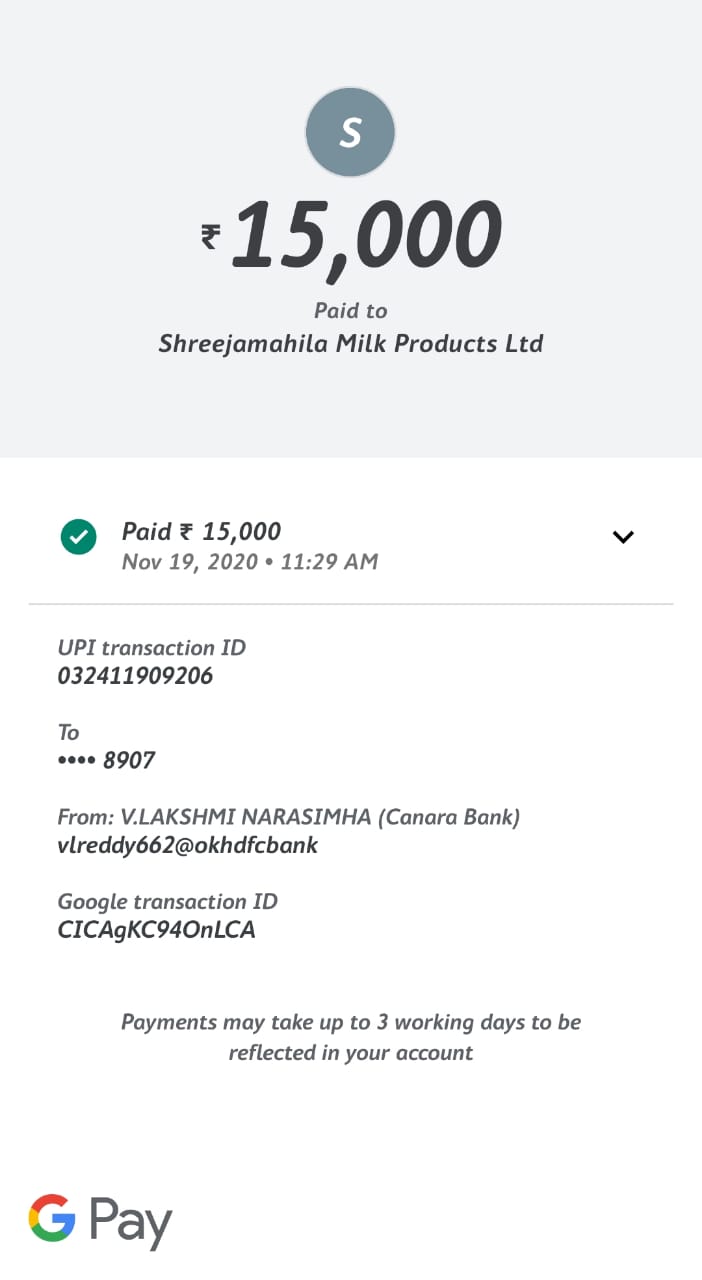 S
₹15,000
Paid to
Shreejamahila Milk Products Ltd
Paid ₹ 15,000
Nov 19, 2020 • 11:29 AM
UPI transaction ID
032411909206
To
•••• 8907
From: V.LAKSHMI NARASIMHA (Canara Bank)
vlreddy662@okhdfcbank
Google transaction ID
CICAgKC94OnLCA
Payments may take up to 3 working days to be
reflected in your account
G Pay